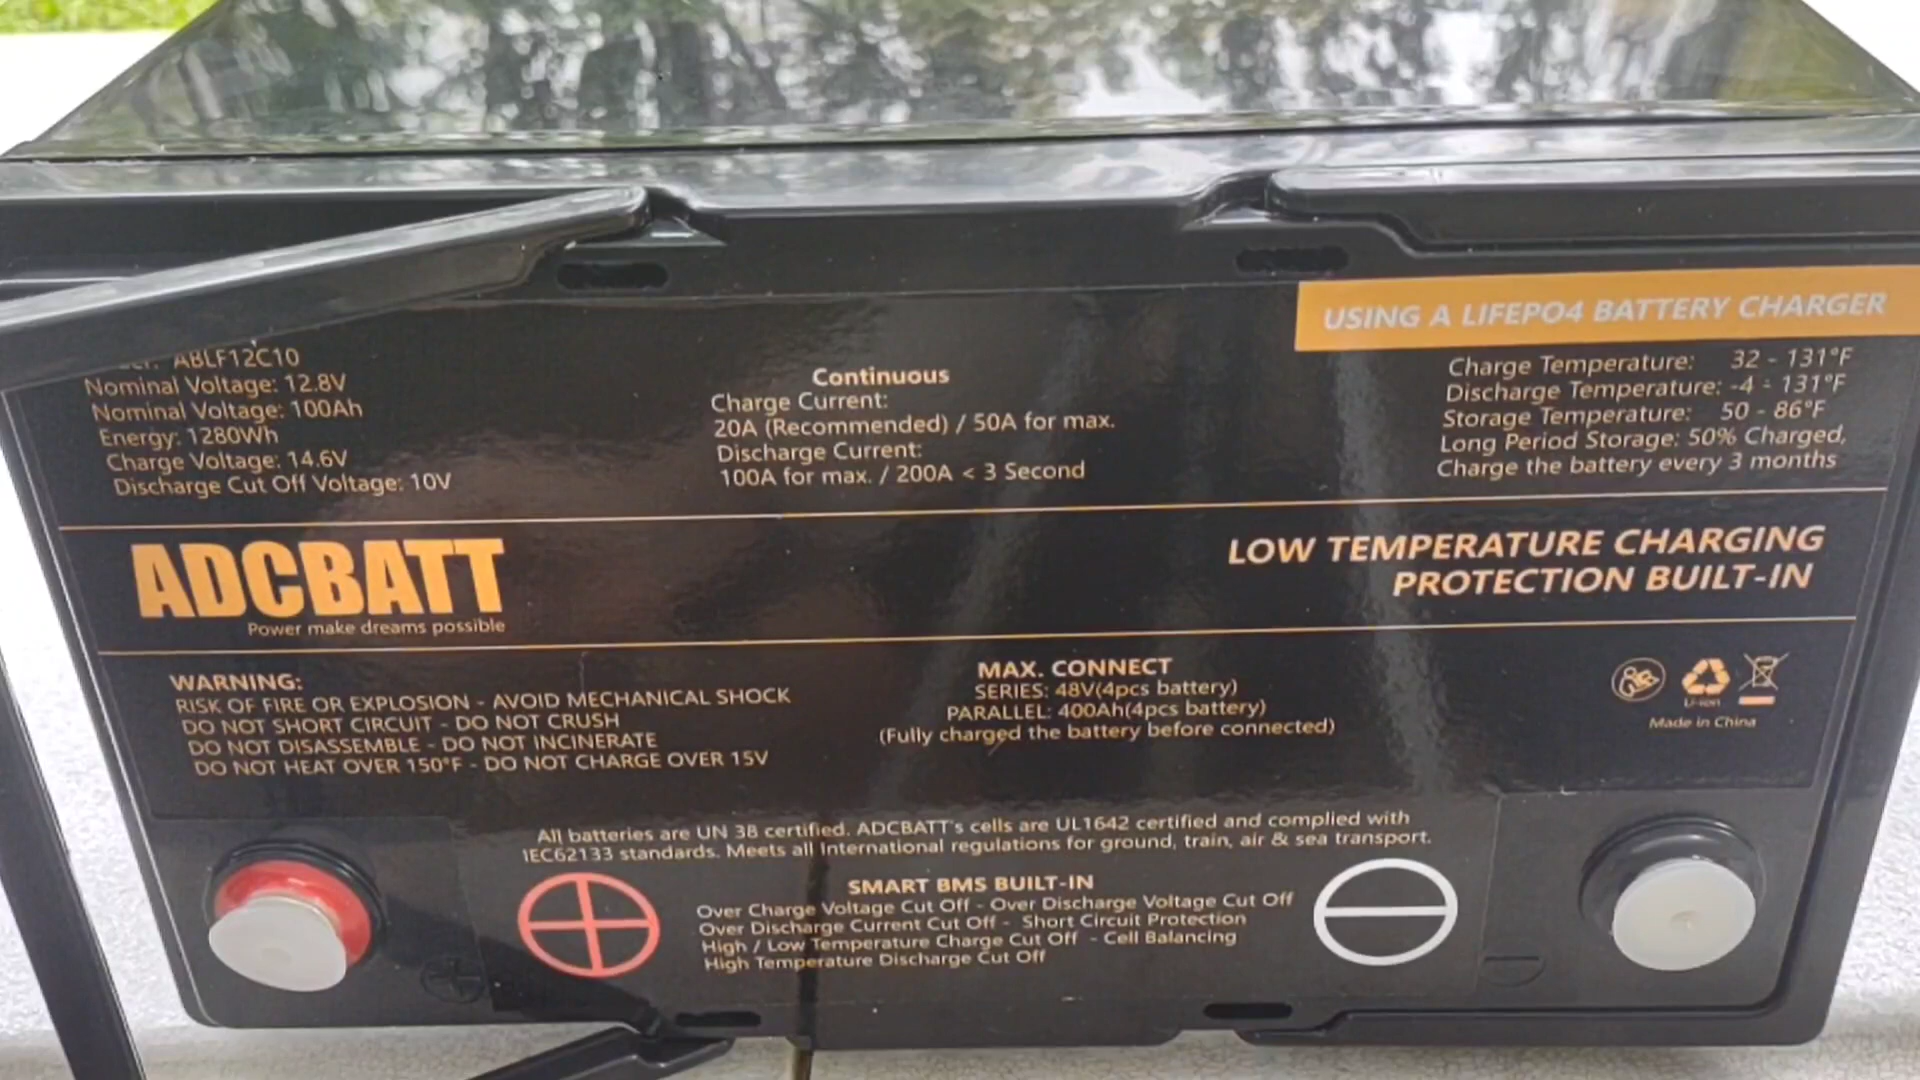 ABLF12C10
Nominal Voltage: 12.8V
Nominal Voltage: 100Ah
Energy: 1280Wh
Charge Voltage: 14.6V
Discharge Cut Off Voltage: 10V
Continuous
Charge Current:
20A (Recommended) / 50A for max.
Discharge Current:
100A for max. / 200A < 3 Second
USING A LIFEPO4 BATTERY CHARGER
Charge Temperature: 32 - 131°F
Discharge Temperature: -4 - 131°F
Storage Temperature: 50 - 86°F
Long Period Storage: 50% Charged,
Charge the battery every 3 months
ADCBATT
Power make dreams possible
LOW TEMPERATURE CHARGING
PROTECTION BUILT-IN
WARNING:
RISK OF FIRE OR EXPLOSION - AVOID MECHANICAL SHOCK
DO NOT SHORT CIRCUIT - DO NOT CRUSH
DO NOT DISASSEMBLE - DO NOT INCINERATE
DO NOT HEAT OVER 150°F - DO NOT CHARGE OVER 15V
MAX. CONNECT
SERIES: 48V(4pcs battery)
PARALLEL: 400Ah(4pcs battery)
(Fully charged the battery before connected)
Li-ion
Made in China
All batteries are UN 38 certified. ADCBATT's cells are UL1642 certified and complied with
IEC62133 standards. Meets all International regulations for ground, train, air & sea transport.
SMART BMS BUILT-IN
Over Charge Voltage Cut Off - Over Discharge Voltage Cut Off
Over Discharge Current Cut Off - Short Circuit Protection
High / Low Temperature Charge Cut Off - Cell Balancing
High Temperature Discharge Cut Off